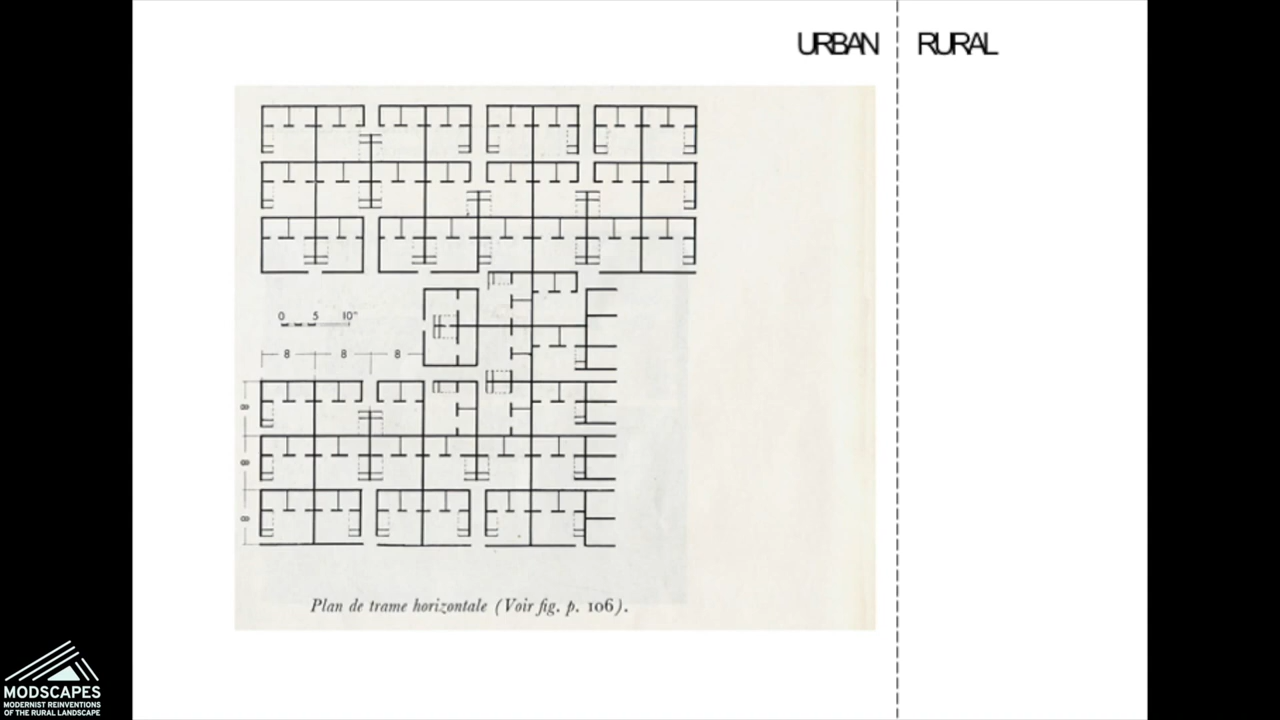 URBAN
RURAL
0 5 10m
8 8 8
8
8
8
Plan de trame horizontale (Voir fig. p. 106).
MODSCAPES
MODERNIST REINVENTIONS
OF THE RURAL LANDSCAPE